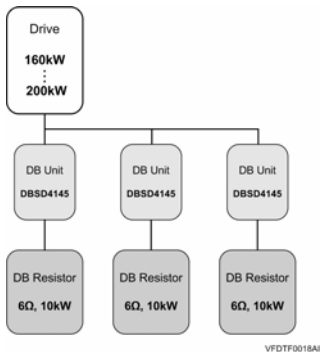 Drive
160kW
200kW
DB Unit
DBSD4145
DB Unit
DBSD4145
DB Unit
DBSD4145
DB Resistor
6Ω, 10kW
DB Resistor
6Ω, 10kW
DB Resistor
6Ω, 10kW
VFDTF0018AI